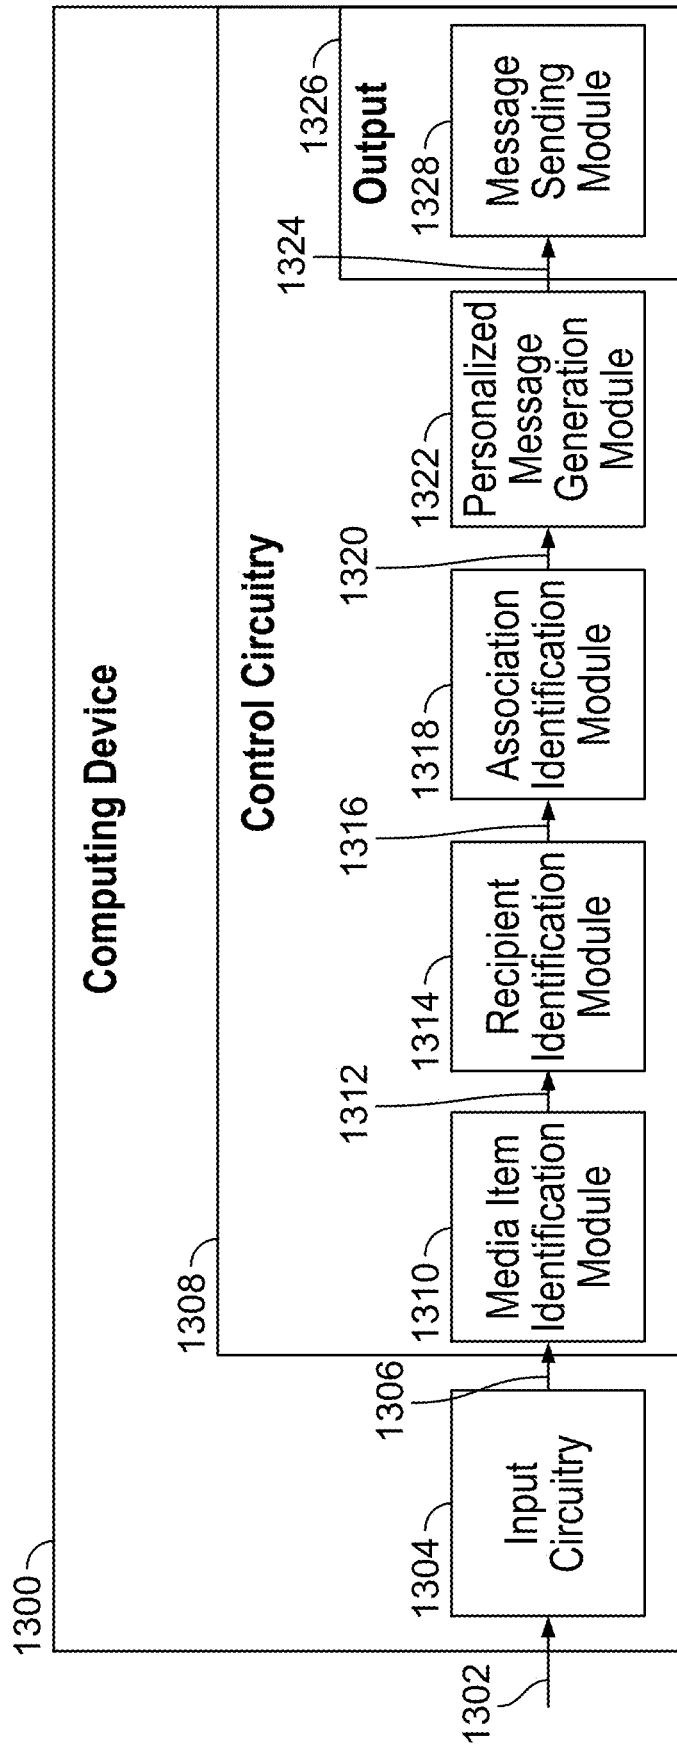 1300
Computing Device
1308
Control Circuitry
1326
Output
1302
1304
Input
Circuitry
1306
1310
Media Item
Identification
Module
1312
1314
Recipient
Identification
Module
1316
1318
Association
Identification
Module
1320
1322
Personalized
Message
Generation
Module
1324
1328
Message
Sending
Module